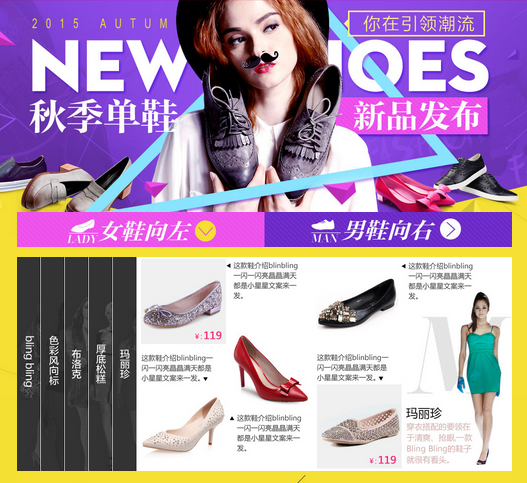 2015 AUTUM
你在引领潮流
NEW SHOES
秋季单鞋
新品发布
LADY 女鞋向左
MAN 男鞋向右
bling bling
色彩风向标
布洛克
厚底松糕
玛丽珍
这款鞋介绍blinbling
一闪一闪亮晶晶满天
都是小星星文案来一
发。
¥:119
这款鞋介绍blinbling
一闪一闪亮晶晶满天
都是小星星文案来一
发。
这款鞋介绍blinbling一
闪一闪亮晶晶满天都是
小星星文案来一发。
这款鞋介绍blinbling一
闪一闪亮晶晶满天都是
小星星文案来一发。
这款鞋介绍blinbling
一闪一闪亮晶晶满天
都是小星星文案来一
发。
¥:119
M
玛丽珍
穿衣搭配的要领在
于清爽、抢眼,一款
Bling Bling的鞋子
就很有看头。